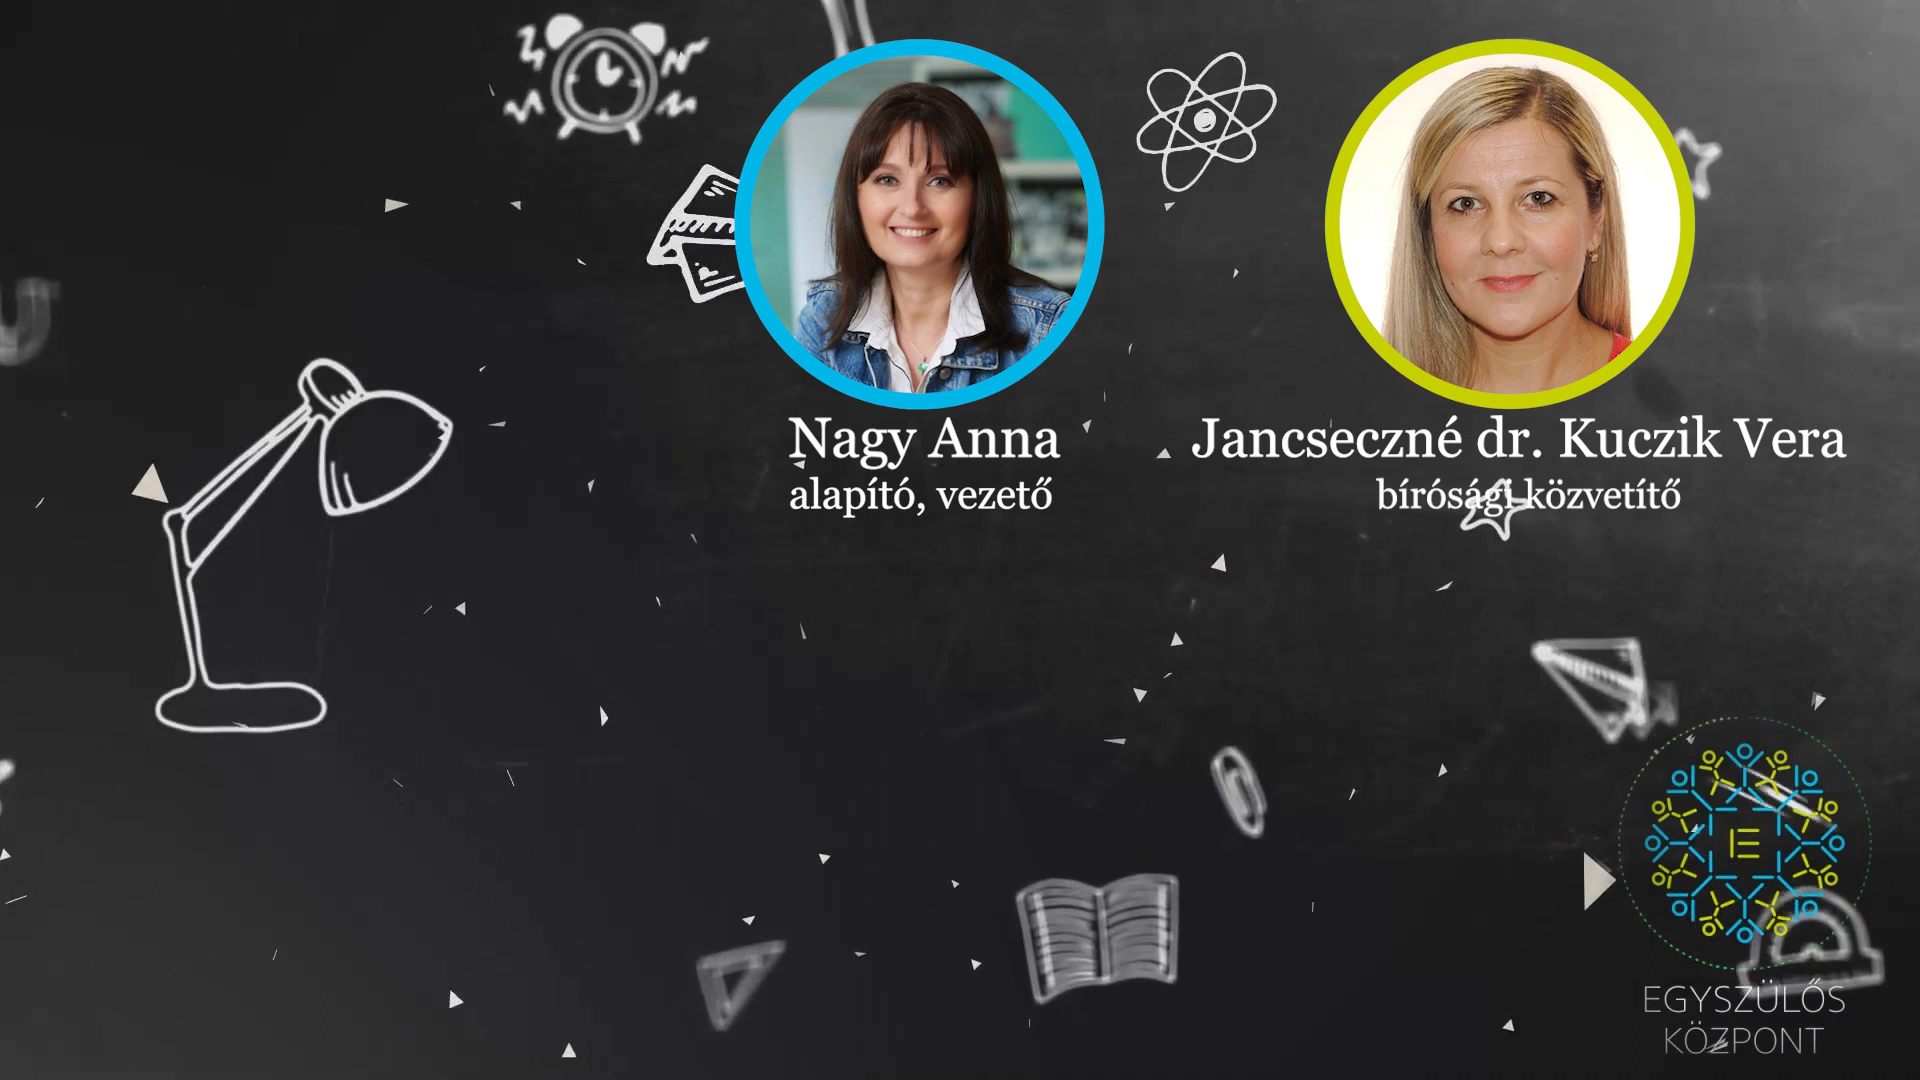 Nagy Anna
alapító, vezető
Jancseczné dr. Kuczik Vera
bírósági közvetítő
EGYSZÜLŐS
KÖZPONT